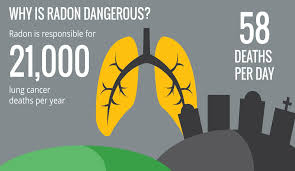 WHY IS RADON DANGEROUS?
Radon is responsible for
21,000
lung cancer
deaths per year
58
DEATHS
PER DAY